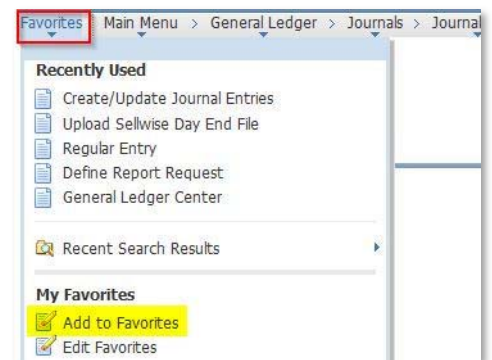 Favorites Main Menu > General Ledger > Journals > Journal
Recently Used
Create/Update Journal Entries
Upload Sellwise Day End File
Regular Entry
Define Report Request
General Ledger Center
Recent Search Results
My Favorites
Add to Favorites
Edit Favorites